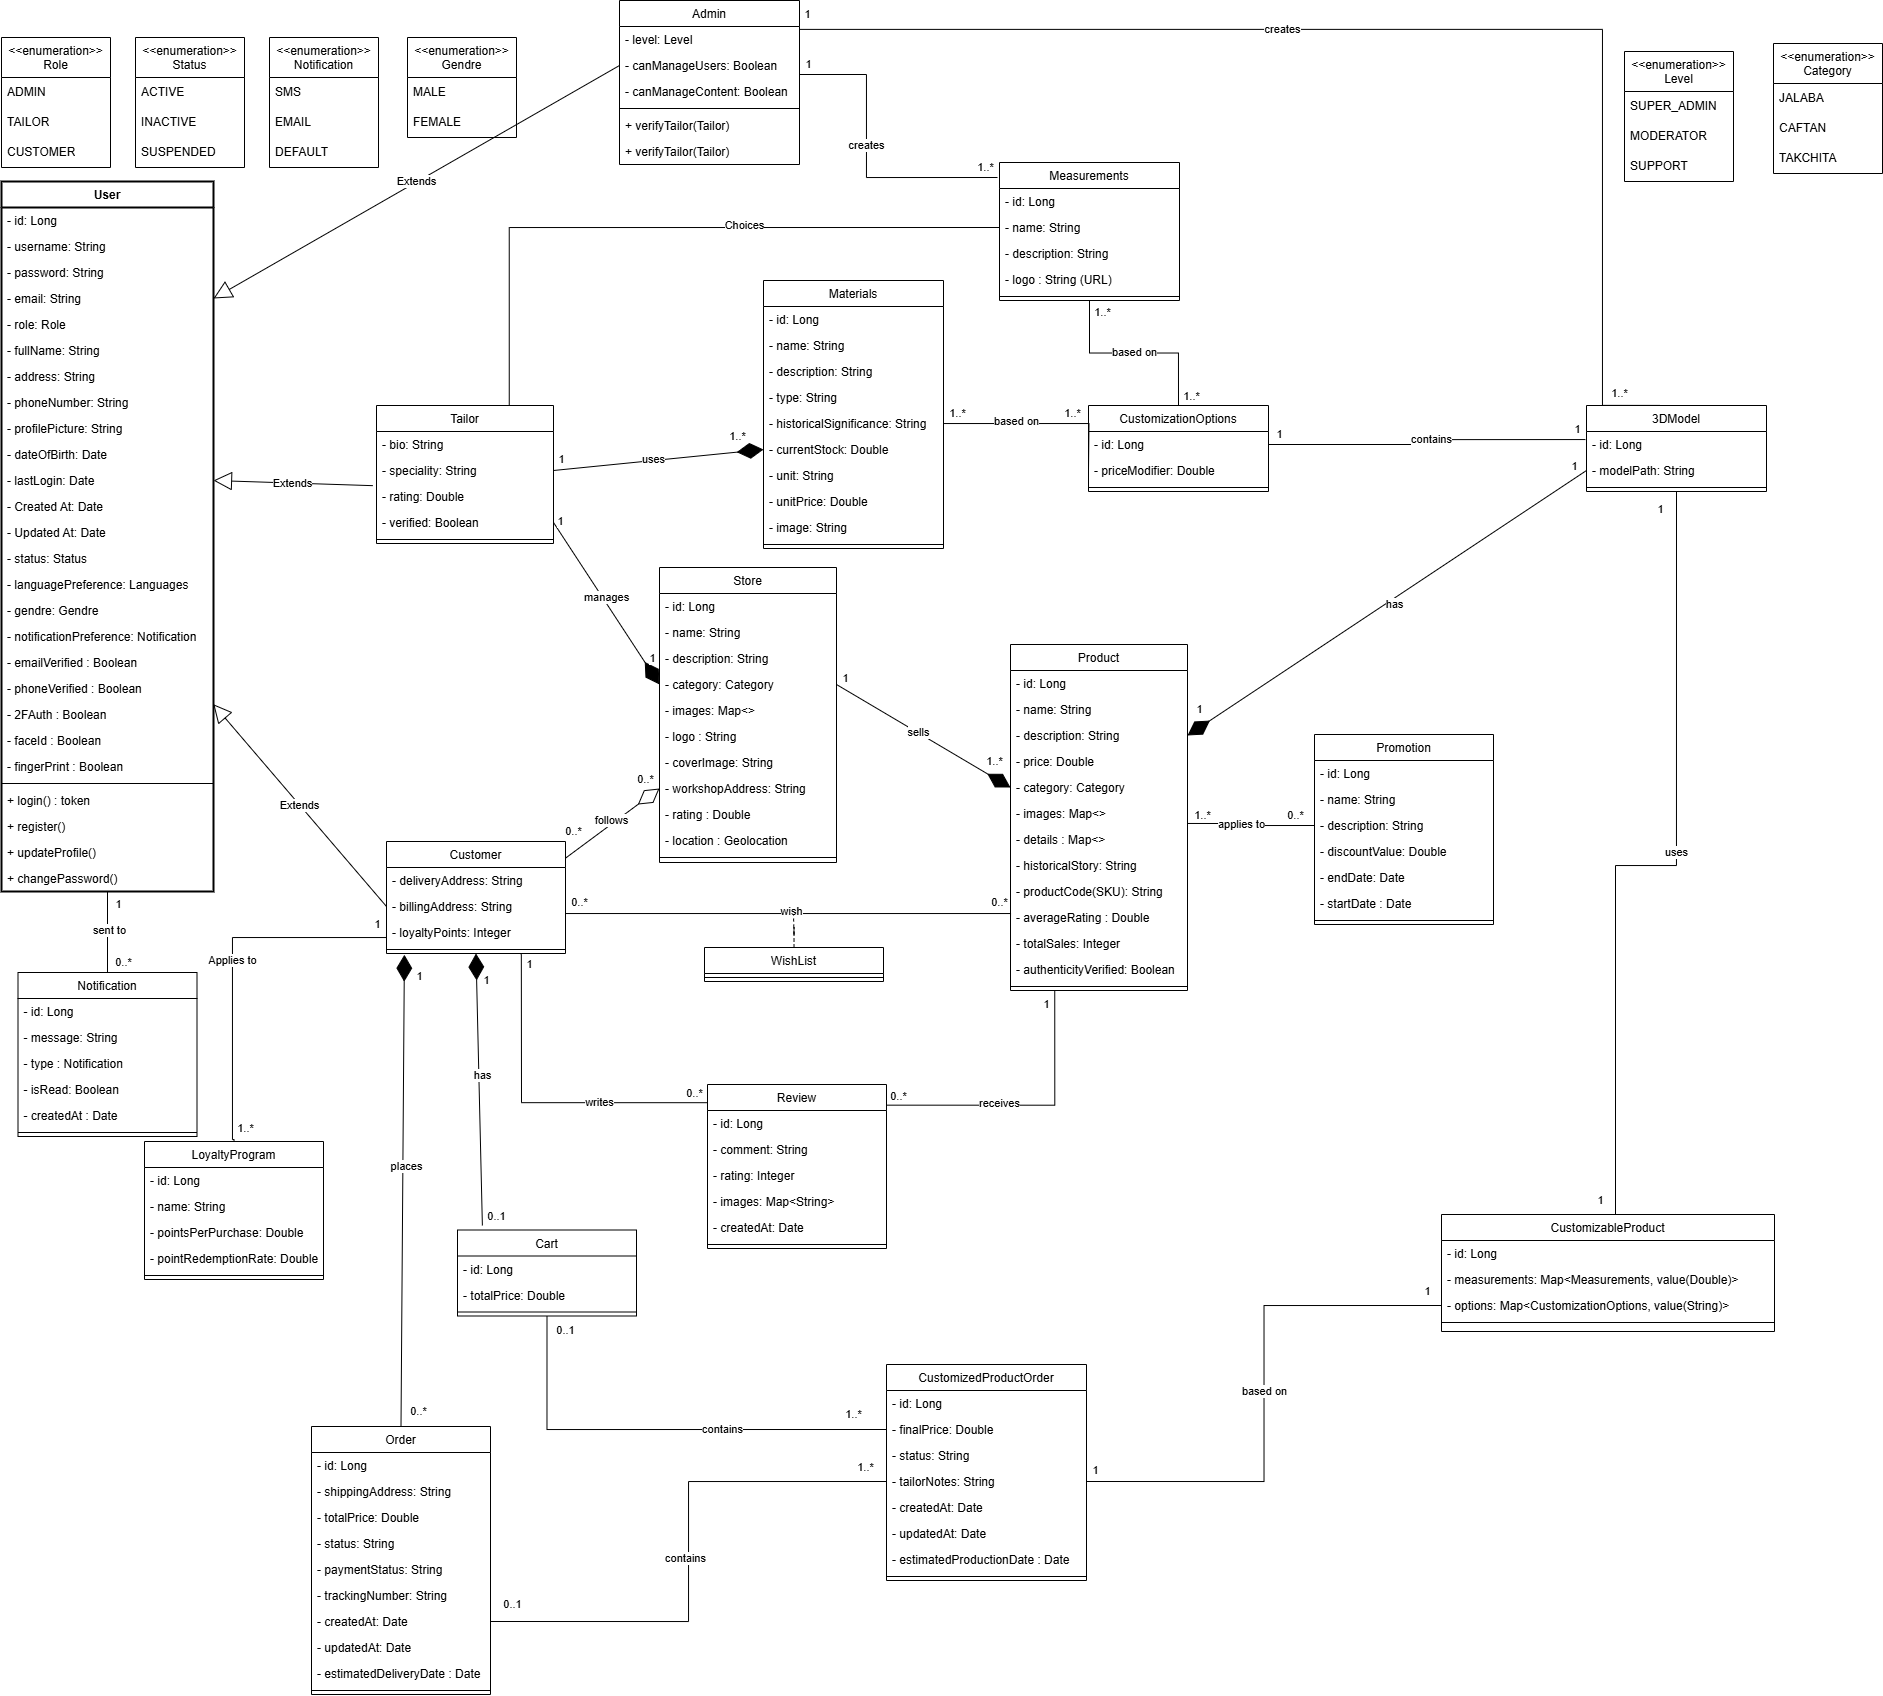 <<enumeration>>
Role
ADMIN
TAILOR
CUSTOMER
<<enumeration>>
Status
ACTIVE
INACTIVE
SUSPENDED
<<enumeration>>
Notification
SMS
EMAIL
DEFAULT
<<enumeration>>
Gendre
MALE
FEMALE
Admin
- level: Level
- canManageUsers: Boolean
- canManageContent: Boolean
+ verifyTailor(Tailor)
+ verifyTailor(Tailor)
1
creates
1..*
1
creates
1..*
<<enumeration>>
Level
SUPER_ADMIN
MODERATOR
SUPPORT
<<enumeration>>
Category
JALABA
CAFTAN
TAKCHITA
Extends
User
- id: Long
- username: String
- password: String
- email: String
- role: Role
- fullName: String
- address: String
- phoneNumber: String
- profilePicture: String
- dateOfBirth: Date
- lastLogin: Date
- Created At: Date
- Updated At: Date
- status: Status
- languagePreference: Languages
- gendre: Gendre
- notificationPreference: Notification
- emailVerified : Boolean
- phoneVerified : Boolean
- 2FAuth : Boolean
- faceId : Boolean
- fingerPrint : Boolean
+ login() : token
+ register()
+ updateProfile()
+ changePassword()
Measurements
- id: Long
- name: String
- description: String
- logo : String (URL)
Choices
1..*
based on
1..*
Materials
- id: Long
- name: String
- description: String
- type: String
- historicalSignificance: String
- currentStock: Double
- unit: String
- unitPrice: Double
- image: String
1..*
based on
1..*
CustomizationOptions
- id: Long
- priceModifier: Double
1
contains
1
3DModel
- id: Long
- modelPath: String
Tailor
- bio: String
- speciality: String
- rating: Double
- verified: Boolean
Extends
1
uses
1..*
1
manages
1
Store
- id: Long
- name: String
- description: String
- category: Category
- images: Map<>
- logo : String
- coverImage: String
- workshopAddress: String
- rating : Double
- location : Geolocation
1
sells
1..*
Product
- id: Long
- name: String
- description: String
- price: Double
- category: Category
- images: Map<>
- details : Map<>
- historicalStory: String
- productCode(SKU): String
- averageRating : Double
- totalSales: Integer
- authenticityVerified: Boolean
1
has
1
1..*
applies to
0..*
Promotion
- id: Long
- name: String
- description: String
- discountValue: Double
- endDate: Date
- startDate : Date
1
uses
1
Extends
0..*
follows
0..*
Customer
- deliveryAddress: String
- billingAddress: String
- loyaltyPoints: Integer
0..*
wish
0..*
WishList
1
sent to
0..*
Notification
- id: Long
- message: String
- type : Notification
- isRead: Boolean
- createdAt : Date
1
Applies to
1..*
LoyaltyProgram
- id: Long
- name: String
- pointsPerPurchase: Double
- pointRedemptionRate: Double
1
places
0..*
1
has
0..1
1
writes
0..*
Review
- id: Long
- comment: String
- rating: Integer
- images: Map<String>
- createdAt: Date
0..*
receives
1
Cart
- id: Long
- totalPrice: Double
0..1
contains
1..*
CustomizableProduct
- id: Long
- measurements: Map<Measurements, value(Double)>
- options: Map<CustomizationOptions, value(String)>
1
based on
1
CustomizedProductOrder
- id: Long
- finalPrice: Double
- status: String
- tailorNotes: String
- createdAt: Date
- updatedAt: Date
- estimatedProductionDate : Date
1..*
contains
0..1
Order
- id: Long
- shippingAddress: String
- totalPrice: Double
- status: String
- paymentStatus: String
- trackingNumber: String
- createdAt: Date
- updatedAt: Date
- estimatedDeliveryDate : Date